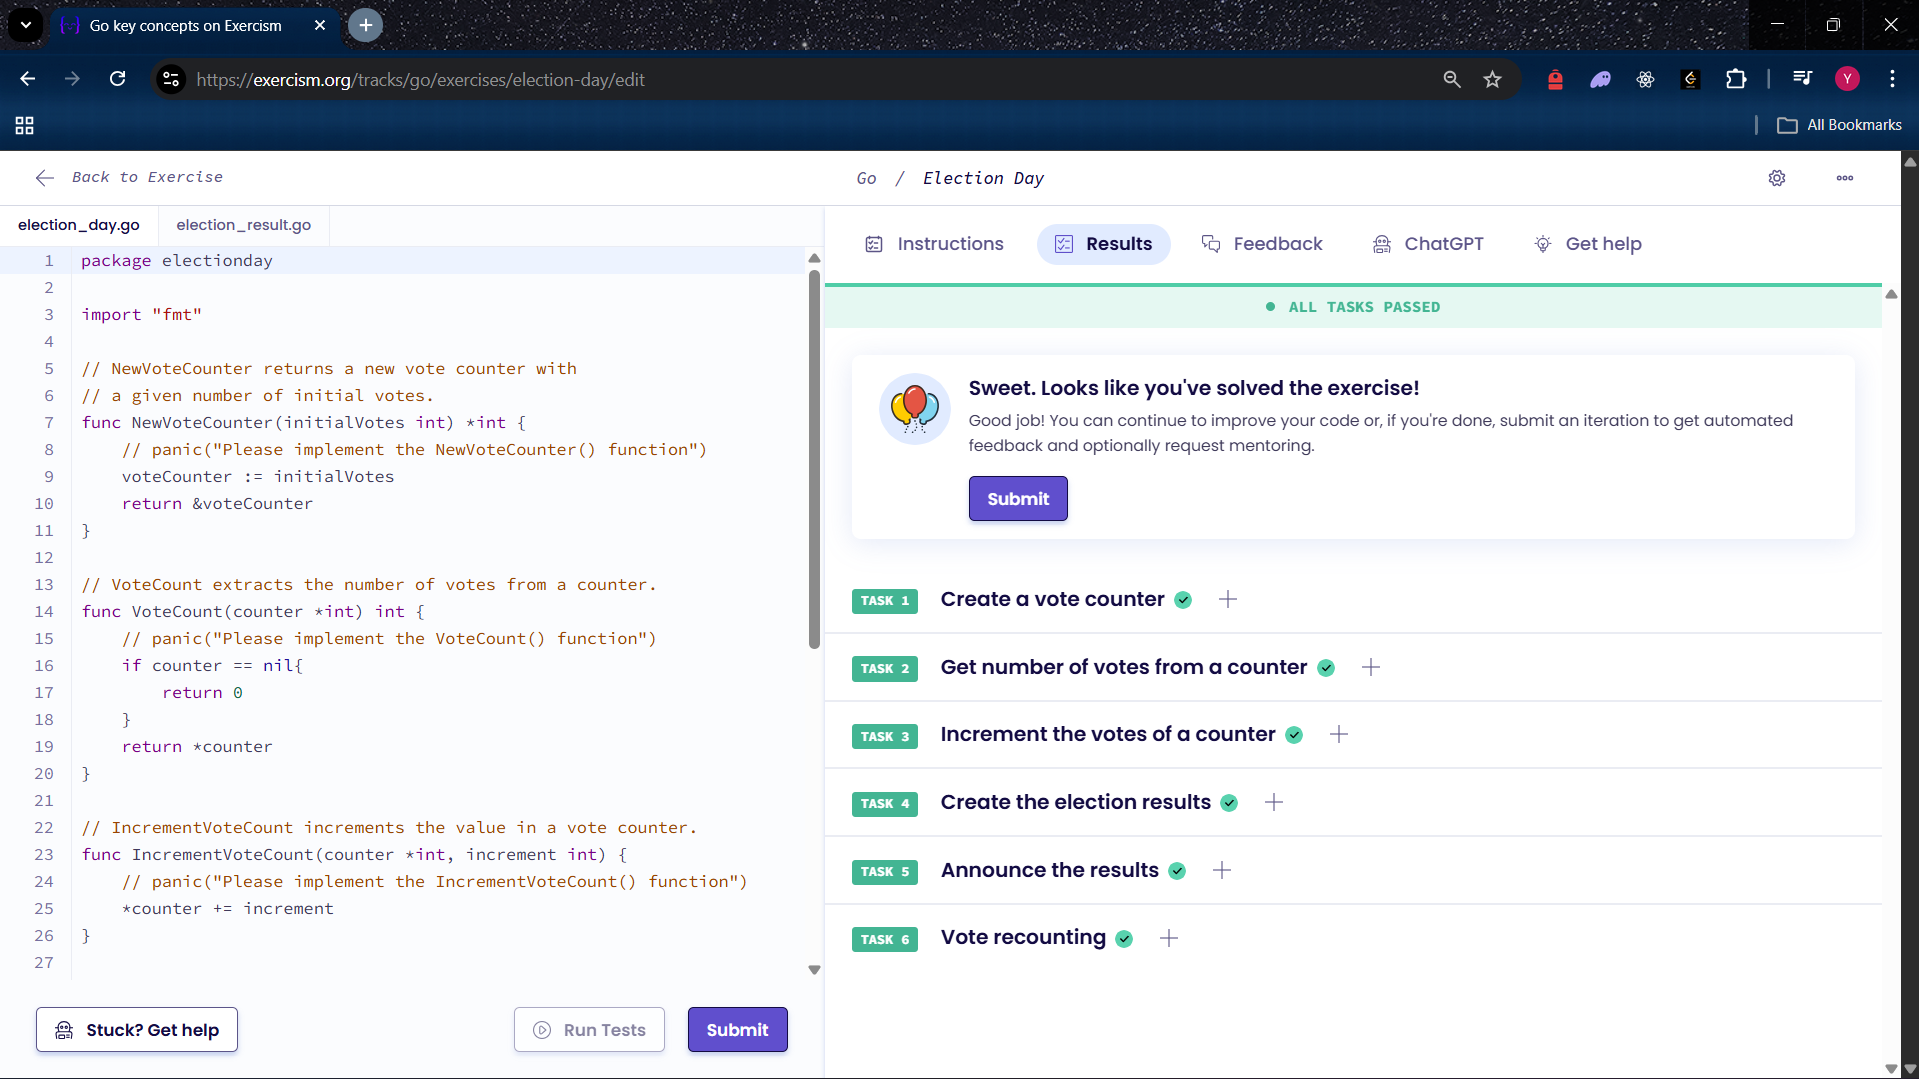 Go key concepts on Exercism
https://exercism.org/tracks/go/exercises/election-day/edit
Y
All Bookmarks
Back to Exercise
Go / Election Day
election_day.go
election_result.go
1 package electionday
2
3 import "fmt"
4
5 // NewVoteCounter returns a new vote counter with
6 // a given number of initial votes.
7 func NewVoteCounter(initialVotes int) *int {
8 // panic("Please implement the NewVoteCounter() function")
9 voteCounter := initialVotes
10 return &voteCounter
11 }
12
13 // VoteCount extracts the number of votes from a counter.
14 func VoteCount(counter *int) int {
15 // panic("Please implement the VoteCount() function")
16 if counter == nil{
17 return 0
18 }
19 return *counter
20 }
21
22 // IncrementVoteCount increments the value in a vote counter.
23 func IncrementVoteCount(counter *int, increment int) {
24 // panic("Please implement the IncrementVoteCount() function")
25 *counter += increment
26 }
27
Stuck? Get help
Run Tests
Submit
Instructions
Results
Feedback
ChatGPT
Get help
ALL TASKS PASSED
Sweet. Looks like you've solved the exercise!
Good job! You can continue to improve your code or, if you're done, submit an iteration to get automated
feedback and optionally request mentoring.
Submit
TASK 1 Create a vote counter
TASK 2 Get number of votes from a counter
TASK 3 Increment the votes of a counter
TASK 4 Create the election results
TASK 5 Announce the results
TASK 6 Vote recounting